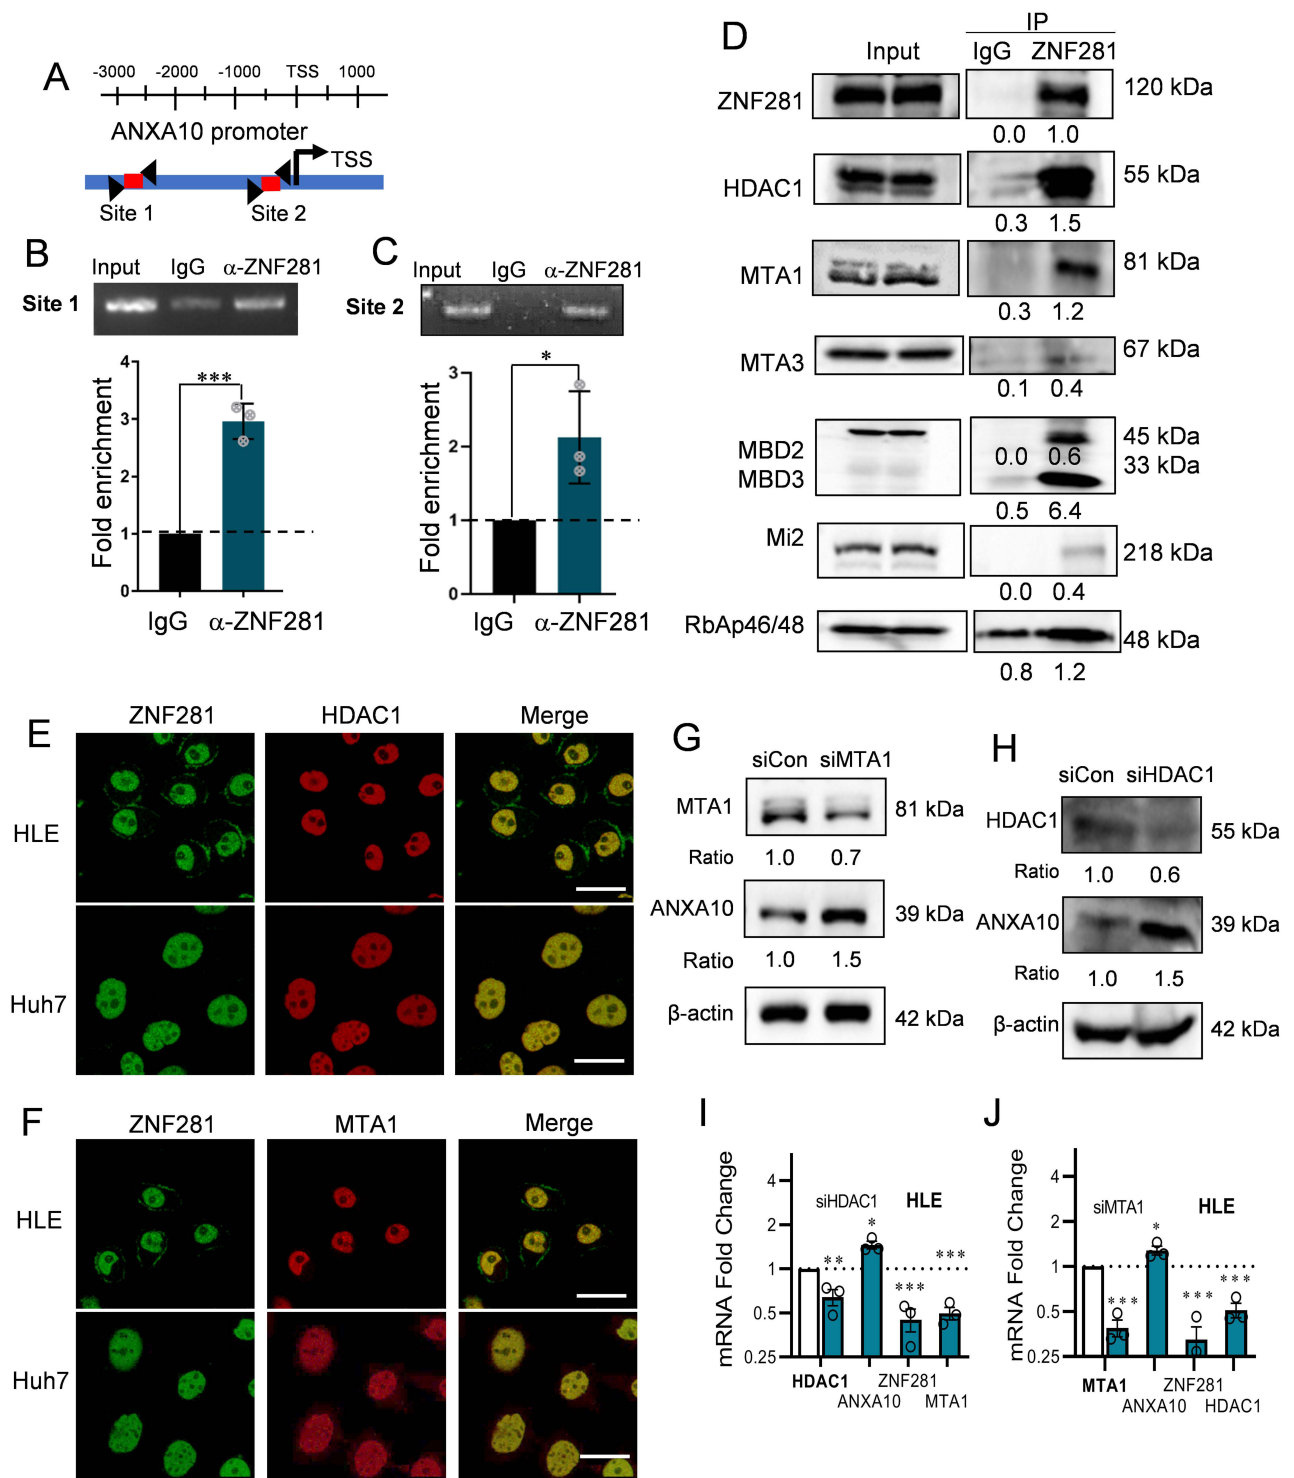 A
-3000 -2000 -1000 TSS 1000
ANXA10 promoter
TSS
Site 1 Site 2
B
Input IgG α-ZNF281
Site 1
Fold enrichment
4
3
2
1
0
***
IgG α-ZNF281
C
Input IgG α-ZNF281
Site 2
Fold enrichment
3
2
1
0
*
IgG α-ZNF281
D
IP
Input IgG ZNF281
ZNF281 120 kDa
0.0 1.0
HDAC1 55 kDa
0.3 1.5
MTA1 81 kDa
0.3 1.2
MTA3 67 kDa
0.1 0.4
MBD2 45 kDa
0.0 0.6
MBD3 33 kDa
0.5 6.4
Mi2 218 kDa
0.0 0.4
RbAp46/48 48 kDa
0.8 1.2
E
ZNF281 HDAC1 Merge
HLE
Huh7
F
ZNF281 MTA1 Merge
HLE
Huh7
G
siCon siMTA1
MTA1 81 kDa
Ratio 1.0 0.7
ANXA10 39 kDa
Ratio 1.0 1.5
β-actin 42 kDa
H
siCon siHDAC1
HDAC1 55 kDa
Ratio 1.0 0.6
ANXA10 39 kDa
Ratio 1.0 1.5
β-actin 42 kDa
I
mRNA Fold Change
4
2
1
0.5
0.25
siHDAC1 HLE
** * *** ***
HDAC1 ZNF281
ANXA10 MTA1
J
mRNA Fold Change
4
2
1
0.5
0.25
siMTA1 HLE
*** * *** ***
MTA1 ZNF281
ANXA10 HDAC1